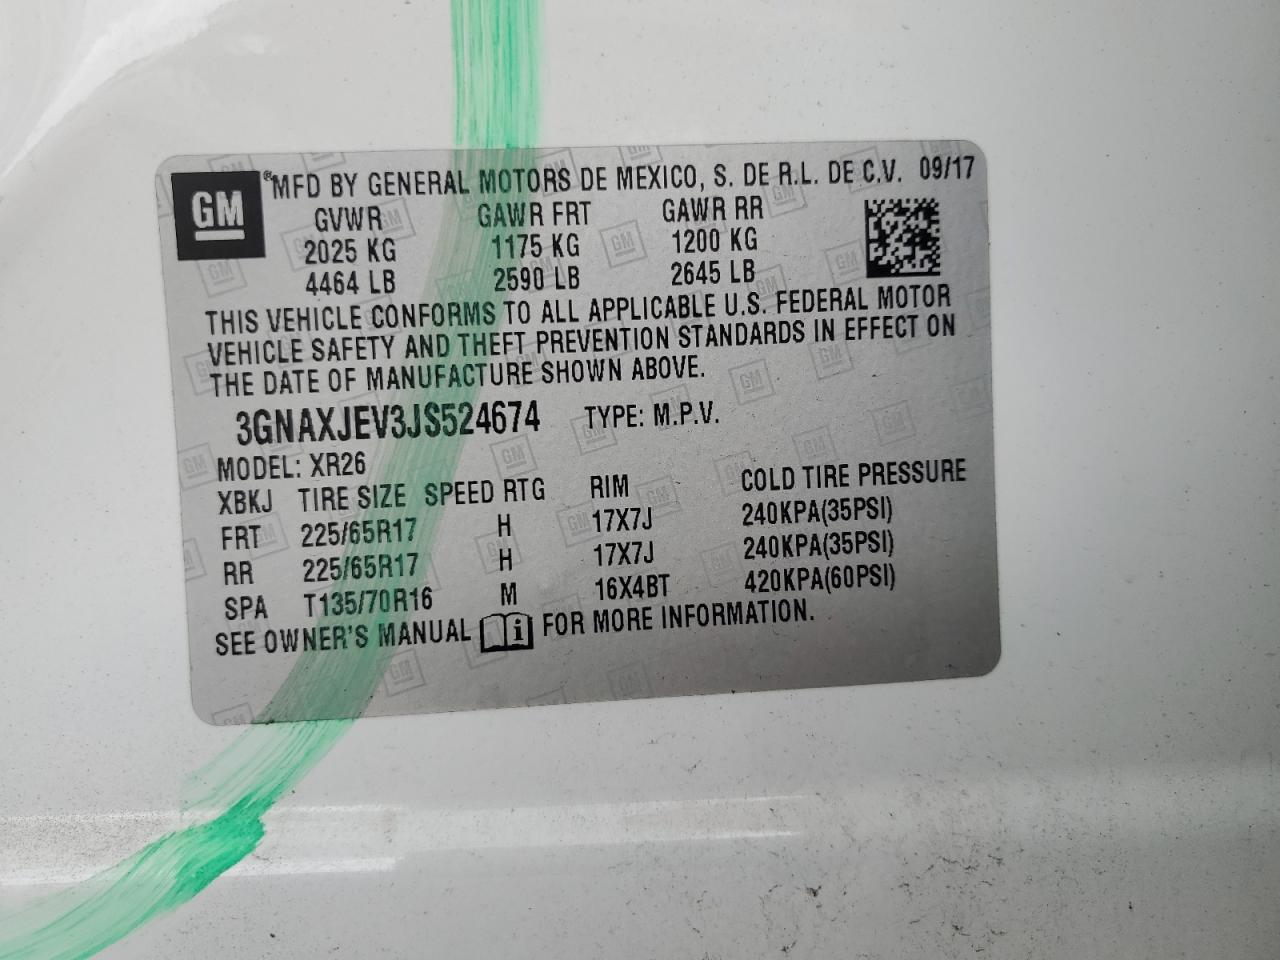 GM ® MFD BY GENERAL MOTORS DE MEXICO, S. DE R.L. DE C.V. 09/17
GVWR GAWR FRT GAWR RR
2025 KG 1175 KG 1200 KG
4464 LB 2590 LB 2645 LB
THIS VEHICLE CONFORMS TO ALL APPLICABLE U.S. FEDERAL MOTOR
VEHICLE SAFETY AND THEFT PREVENTION STANDARDS IN EFFECT ON
THE DATE OF MANUFACTURE SHOWN ABOVE.
3GNAXJEV3JS524674 TYPE: M.P.V.
MODEL: XR26
XBKJ TIRE SIZE SPEED RTG RIM COLD TIRE PRESSURE
FRT 225/65R17 H 17X7J 240KPA(35PSI)
RR 225/65R17 H 17X7J 240KPA(35PSI)
SPA T135/70R16 M 16X4BT 420KPA(60PSI)
SEE OWNER'S MANUAL i FOR MORE INFORMATION.